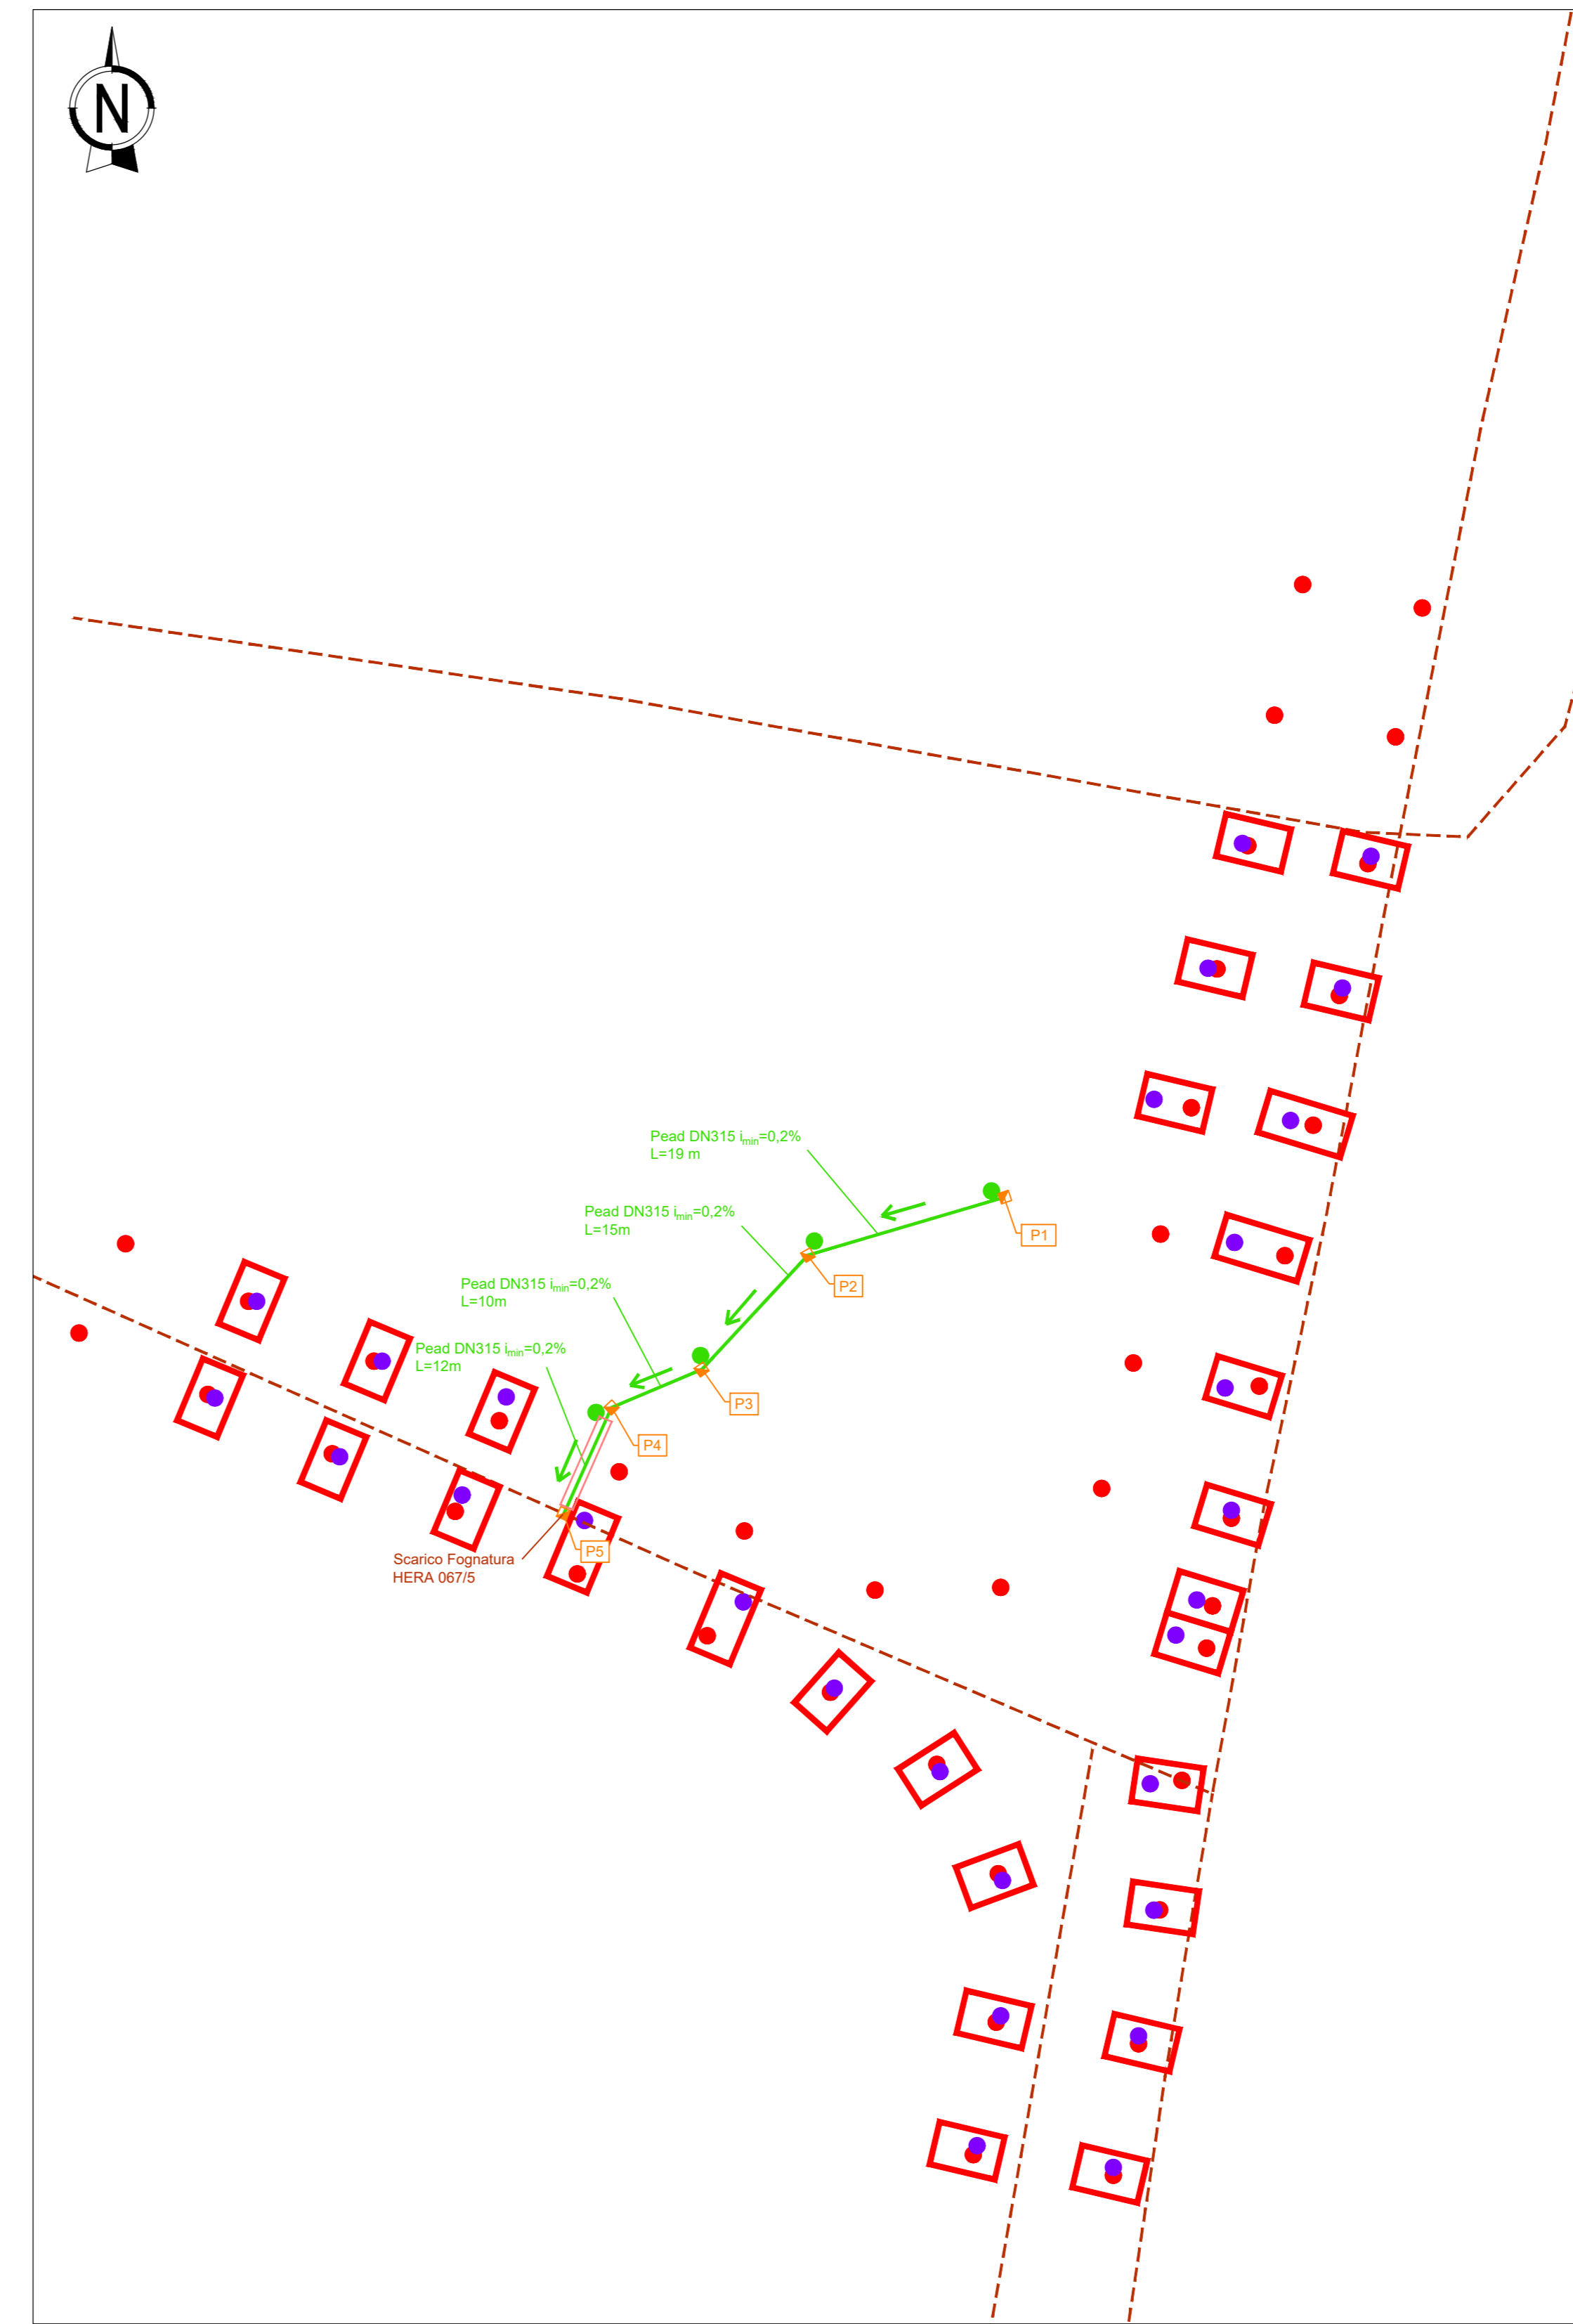 N
Pead DN315 imin=0,2%
L=19 m
Pead DN315 imin=0,2%
L=15m
P1
P2
Pead DN315 imin=0,2%
L=10m
Pead DN315 imin=0,2%
L=12m
P3
P4
P5
Scarico Fognatura
HERA 067/5